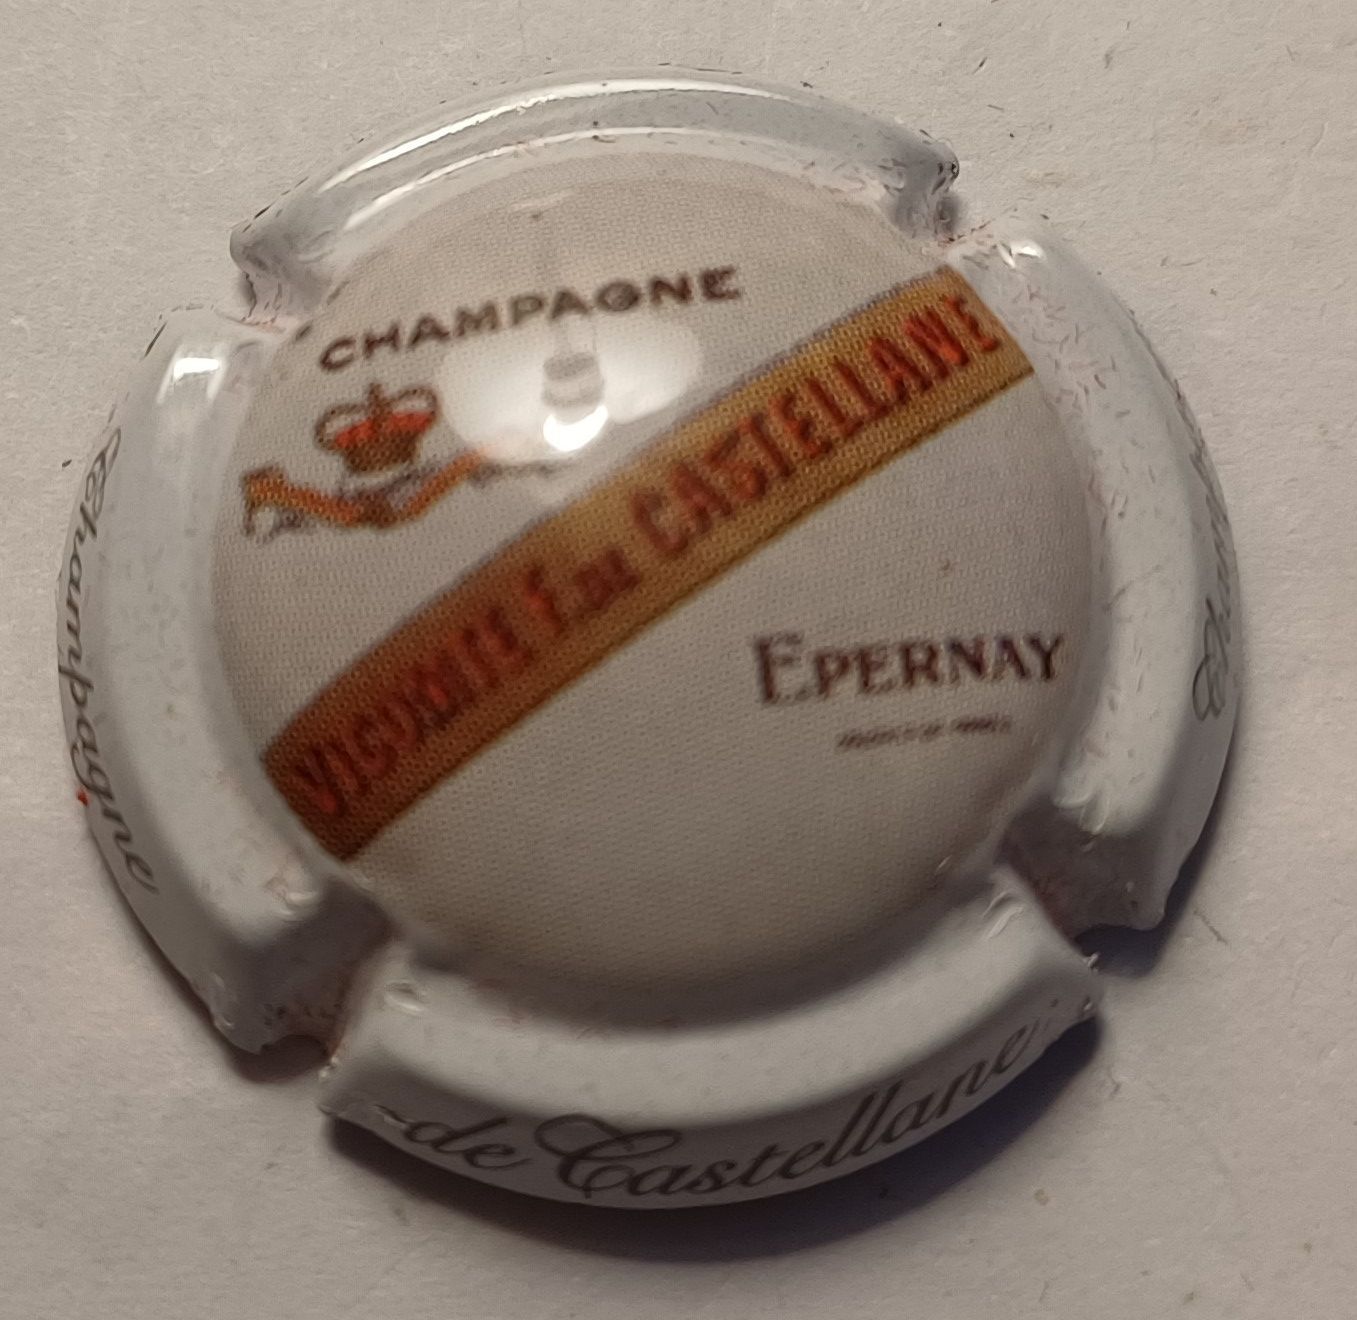 CHAMPAGNE
VICOMTE F. DE CASTELLANE
EPERNAY
Champagne
de Castellane